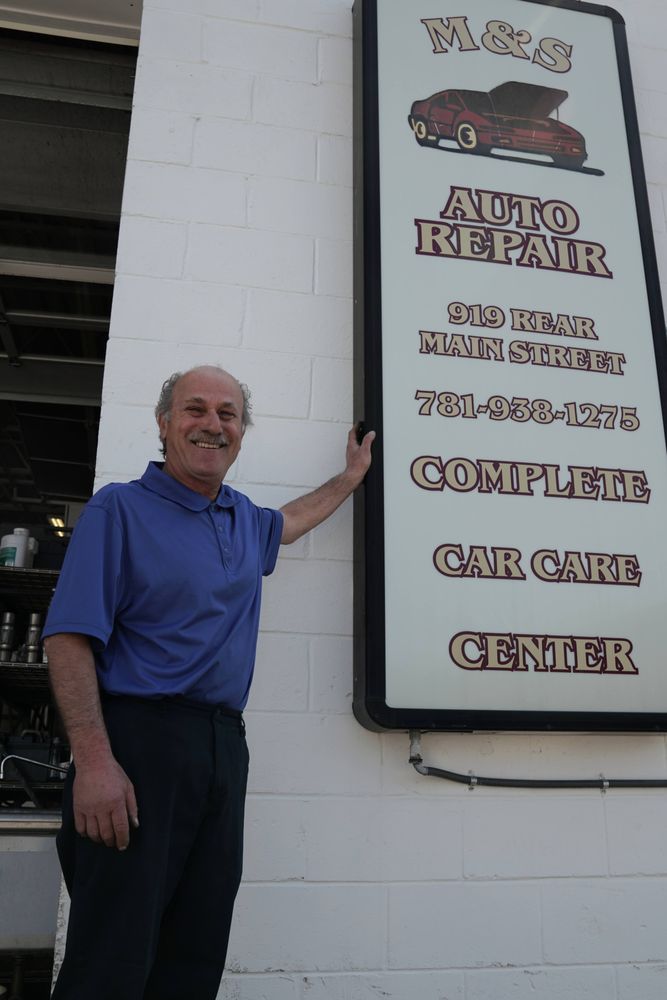 M&S
AUTO
REPAIR
919 REAR
MAIN STREET
781-938-1275
COMPLETE
CAR CARE
CENTER